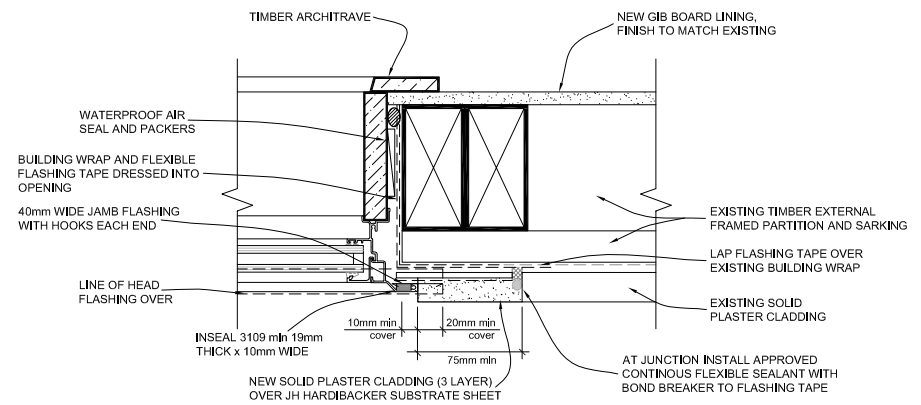 TIMBER ARCHITRAVE
NEW GIB BOARD LINING,
FINISH TO MATCH EXISTING
WATERPROOF AIR
SEAL AND PACKERS
BUILDING WRAP AND FLEXIBLE
FLASHING TAPE DRESSED INTO
OPENING
40mm WIDE JAMB FLASHING
WITH HOOKS EACH END
LINE OF HEAD
FLASHING OVER
INSEAL 3109 min 19mm
THICK x 10mm WIDE
10mm min
cover
20mm min
cover
75mm min
NEW SOLID PLASTER CLADDING (3 LAYER)
OVER JH HARDIBACKER SUBSTRATE SHEET
EXISTING TIMBER EXTERNAL
FRAMED PARTITION AND SARKING
LAP FLASHING TAPE OVER
EXISTING BUILDING WRAP
EXISTING SOLID
PLASTER CLADDING
AT JUNCTION INSTALL APPROVED
CONTINOUS FLEXIBLE SEALANT WITH
BOND BREAKER TO FLASHING TAPE